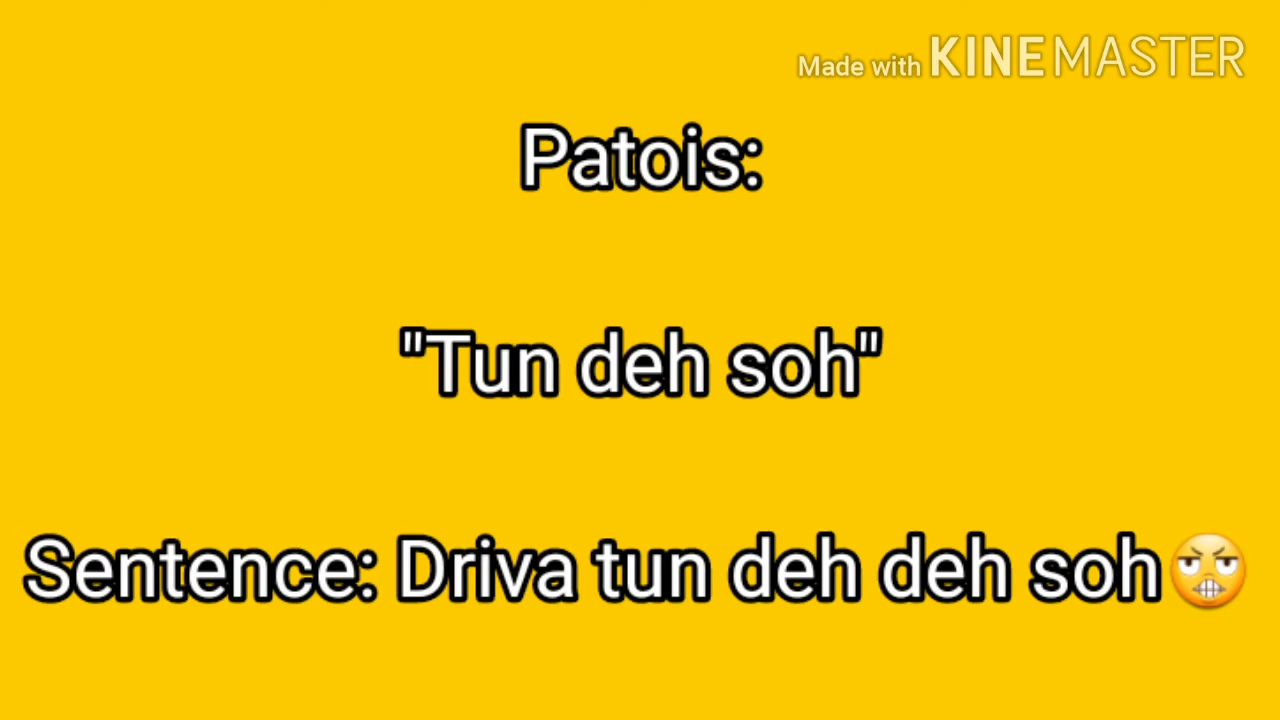 Made with KINEMASTER
Patois:
"Tun deh soh"
Sentence: Driva tun deh deh soh😬